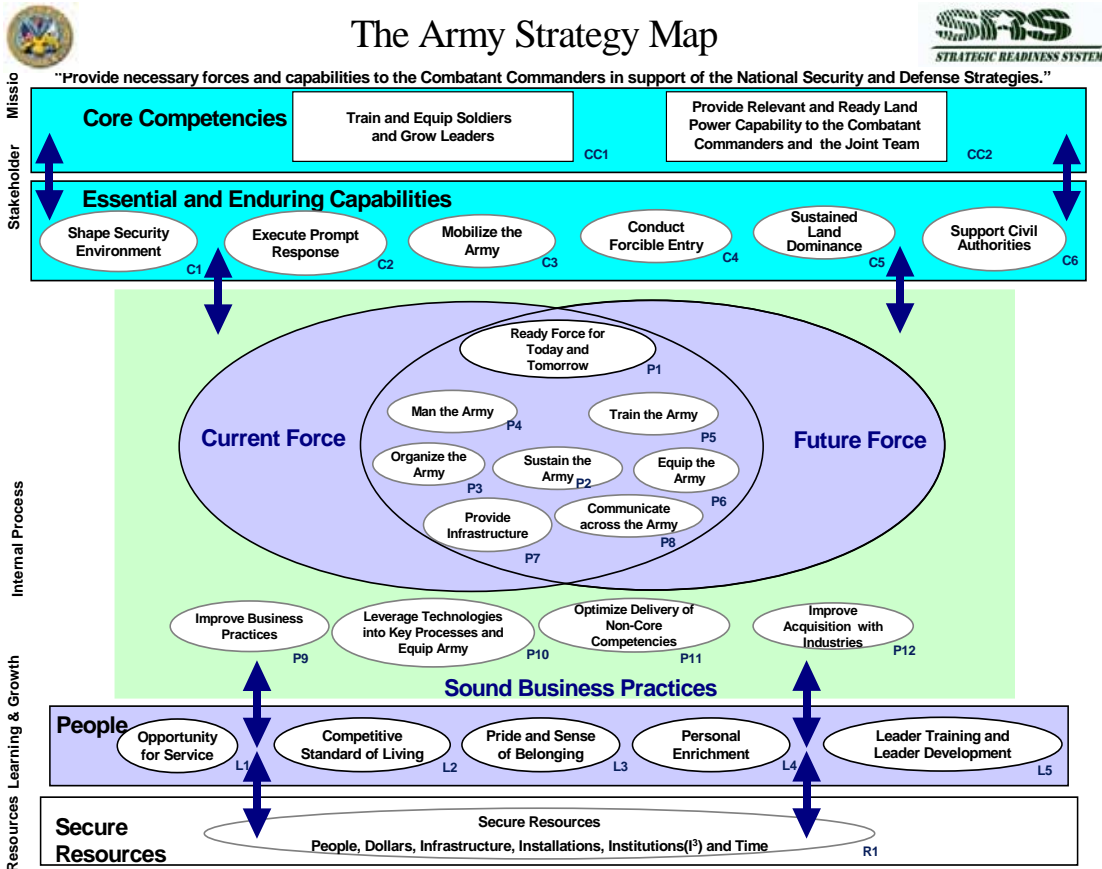 The Army Strategy Map
SRS
STRATEGIC READINESS SYSTEM
"Provide necessary forces and capabilities to the Combatant Commanders in support of the National Security and Defense Strategies."
Missio
Core Competencies
Train and Equip Soldiers
and Grow Leaders
CC1
Provide Relevant and Ready Land
Power Capability to the Combatant
Commanders and the Joint Team
CC2
Stakeholder
Essential and Enduring Capabilities
Shape Security
Environment
C1
Execute Prompt
Response
C2
Mobilize the
Army
C3
Conduct
Forcible Entry
C4
Sustained
Land
Dominance
C5
Support Civil
Authorities
C6
Internal Process
Current Force
Future Force
Ready Force for
Today and
Tomorrow
P1
Man the Army
P4
Train the Army
P5
Organize the
Army
P3
Sustain the
Army
P2
Equip the
Army
P6
Provide
Infrastructure
P7
Communicate
across the Army
P8
Improve Business
Practices
P9
Leverage Technologies
into Key Processes and
Equip Army
P10
Optimize Delivery of
Non-Core
Competencies
P11
Improve
Acquisition with
Industries
P12
Sound Business Practices
Learning & Growth
People
Opportunity
for Service
L1
Competitive
Standard of Living
L2
Pride and Sense
of Belonging
L3
Personal
Enrichment
L4
Leader Training and
Leader Development
L5
Resources
Secure
Resources
Secure Resources
People, Dollars, Infrastructure, Installations, Institutions(I³) and Time
R1